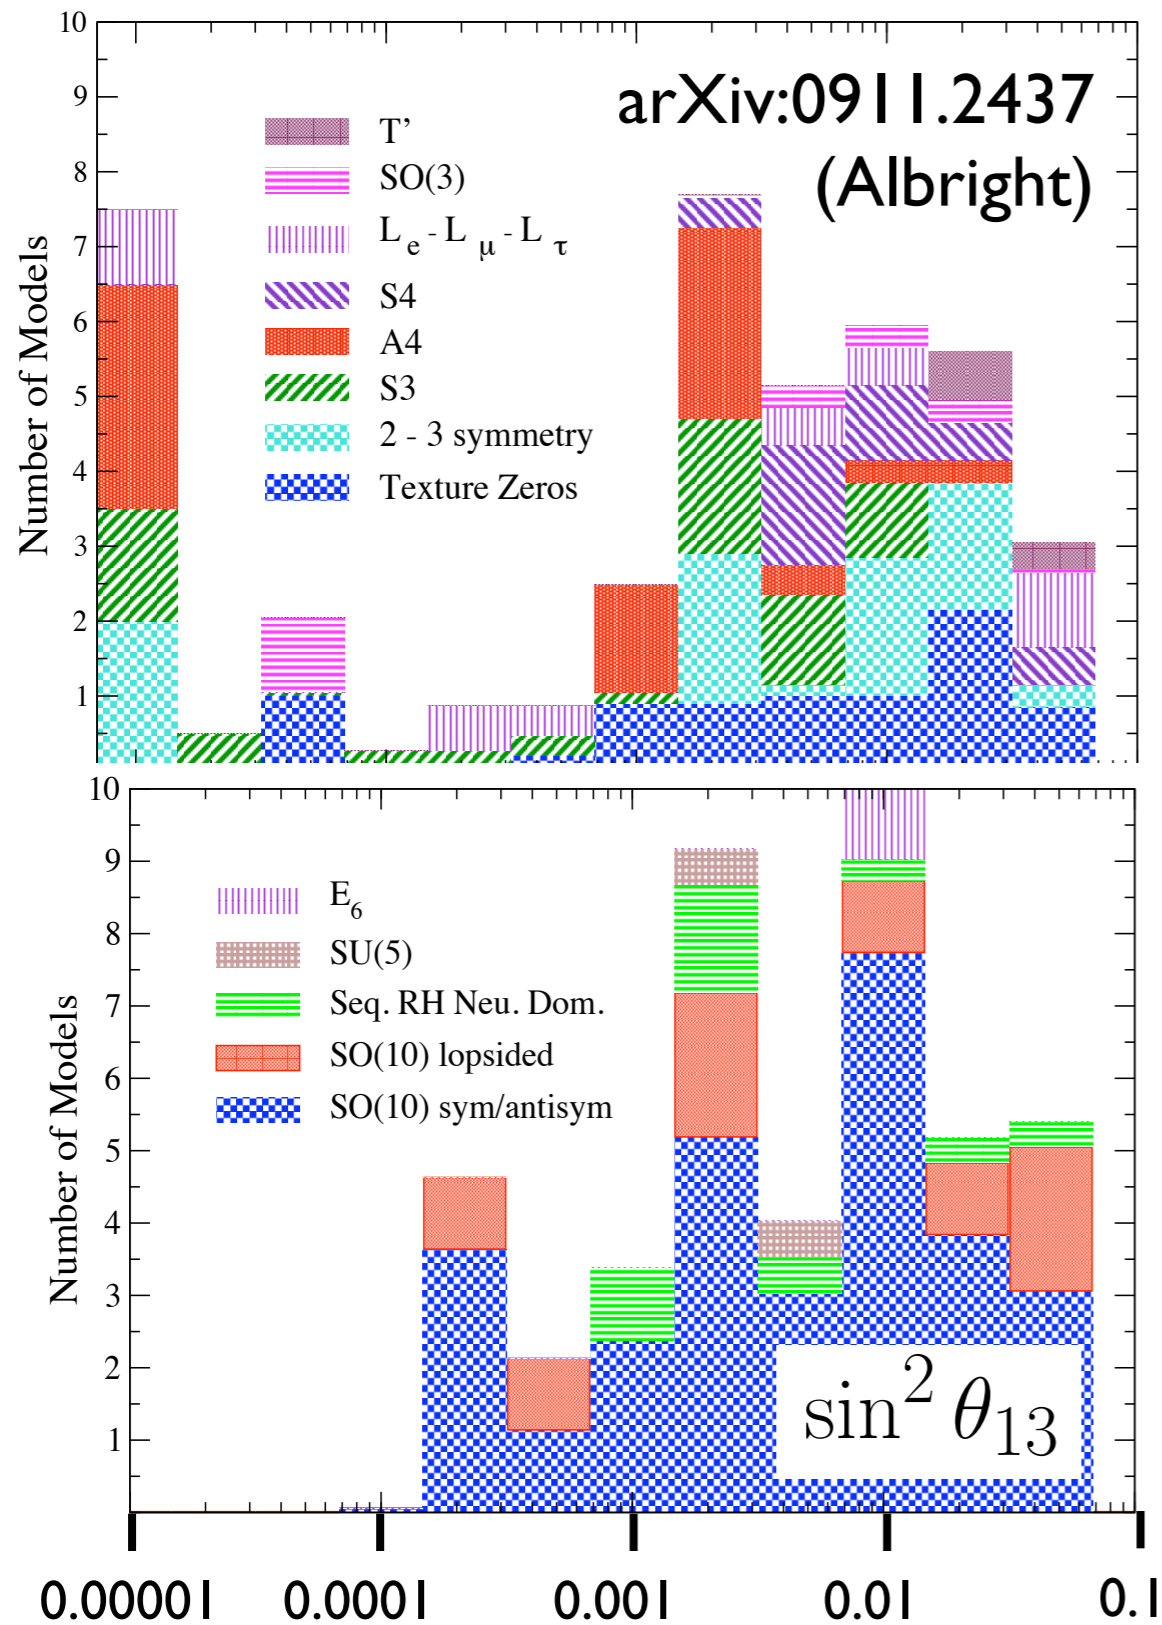 10
9
8
7
6
5
4
3
2
1
Number of Models
arXiv:0911.2437
(Albright)
T’
SO(3)
L e - L μ - L τ
S4
A4
S3
2 - 3 symmetry
Texture Zeros
10
9
8
7
6
5
4
3
2
1
Number of Models
E6
SU(5)
Seq. RH Neu. Dom.
SO(10) lopsided
SO(10) sym/antisym
sin² θ₁₃
0.00001 0.0001 0.001 0.01 0.1